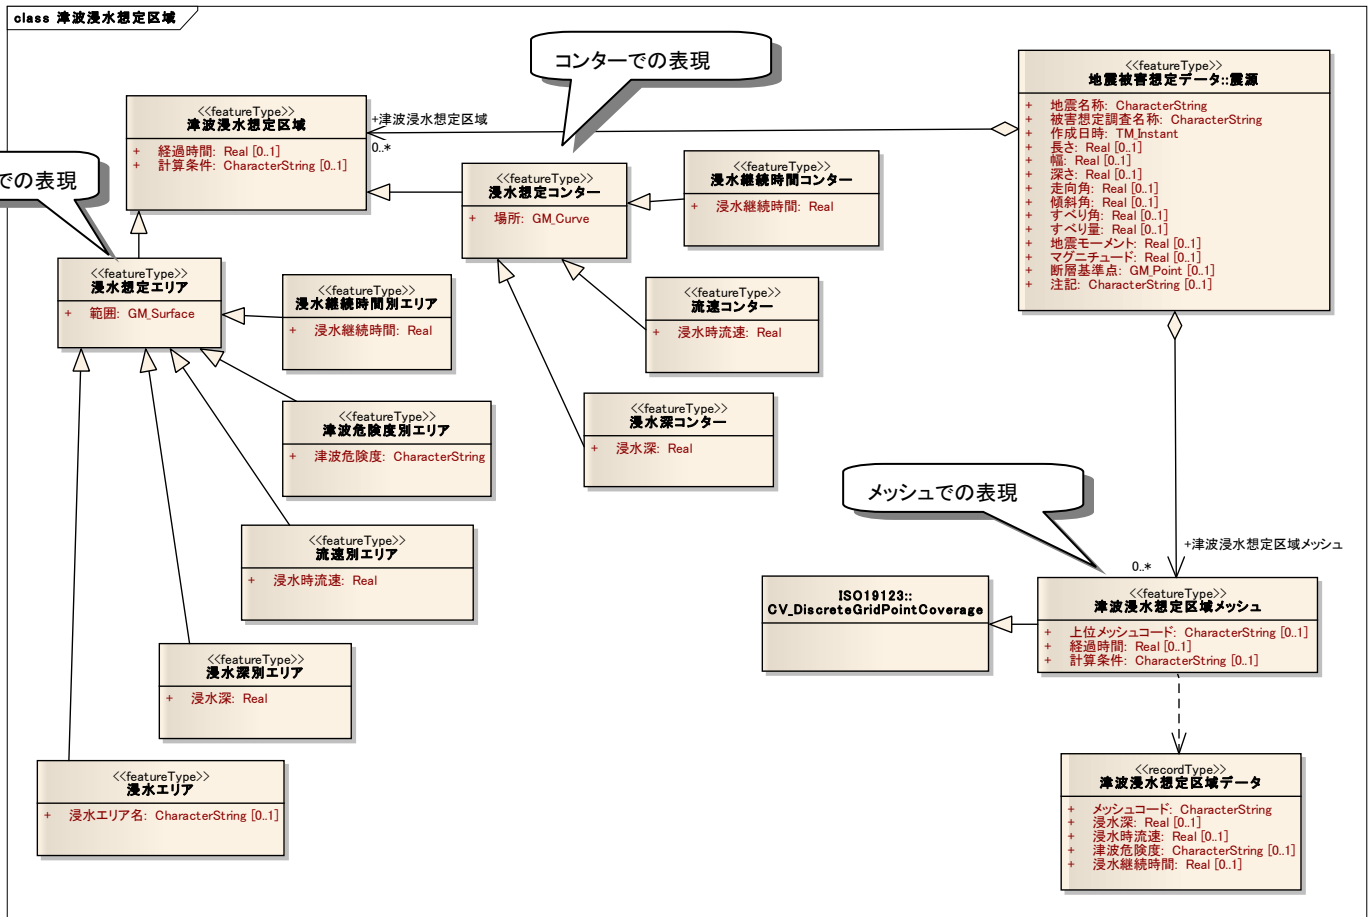 class 津波浸水想定区域
コンターでの表現
<<featureType>>
地震被害想定データ::震源
+ 地震名称: CharacterString
+ 被害想定調査名称: CharacterString
+ 作成日時: TM_Instant
+ 長さ: Real [0..1]
+ 幅: Real [0..1]
+ 深さ: Real [0..1]
+ 走向角: Real [0..1]
+ 傾斜角: Real [0..1]
+ すべり角: Real [0..1]
+ すべり量: Real [0..1]
+ 地震モーメント: Real [0..1]
+ マグニチュード: Real [0..1]
+ 断層基準点: GM_Point [0..1]
+ 注記: CharacterString [0..1]
<<featureType>>
津波浸水想定区域
+ 経過時間: Real [0..1]
+ 計算条件: CharacterString [0..1]
+津波浸水想定区域
0..*
での表現
<<featureType>>
浸水想定コンター
+ 場所: GM_Curve
<<featureType>>
浸水継続時間コンター
+ 浸水継続時間: Real
<<featureType>>
浸水想定エリア
+ 範囲: GM_Surface
<<featureType>>
浸水継続時間別エリア
+ 浸水継続時間: Real
<<featureType>>
流速コンター
+ 浸水時流速: Real
<<featureType>>
津波危険度別エリア
+ 津波危険度: CharacterString
<<featureType>>
浸水深コンター
+ 浸水深: Real
メッシュでの表現
<<featureType>>
流速別エリア
+ 浸水時流速: Real
+津波浸水想定区域メッシュ
0..*
ISO19123::
CV_DiscreteGridPointCoverage
<<featureType>>
津波浸水想定区域メッシュ
+ 上位メッシュコード: CharacterString [0..1]
+ 経過時間: Real [0..1]
+ 計算条件: CharacterString [0..1]
<<featureType>>
浸水深別エリア
+ 浸水深: Real
<<featureType>>
浸水エリア
+ 浸水エリア名: CharacterString [0..1]
<<recordType>>
津波浸水想定区域データ
+ メッシュコード: CharacterString
+ 浸水深: Real [0..1]
+ 浸水時流速: Real [0..1]
+ 津波危険度: CharacterString [0..1]
+ 浸水継続時間: Real [0..1]